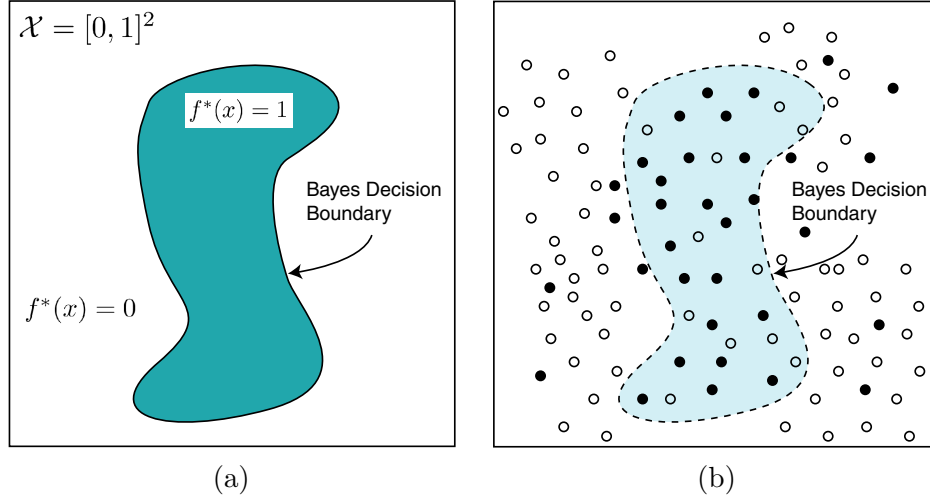 𝒳 = [0, 1]²
f*(x) = 1
Bayes Decision
Boundary
f*(x) = 0
(a)
Bayes Decision
Boundary
(b)